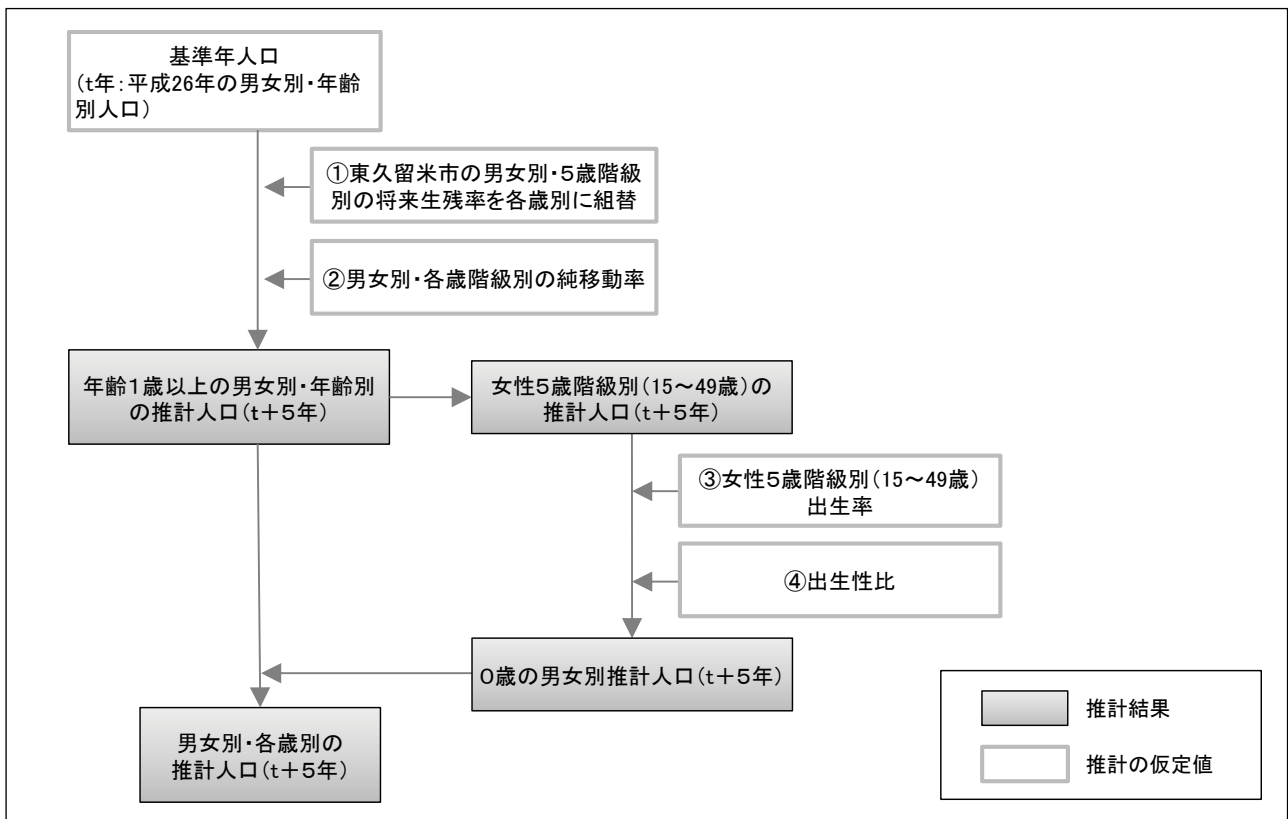 基準年人口
(t年:平成26年の男女別・年齢
別人口)
①東久留米市の男女別・5歳階級
別の将来生残率を各歳別に組替
②男女別・各歳階級別の純移動率
年齢1歳以上の男女別・年齢別
の推計人口(t+5年)
女性5歳階級別(15~49歳)の
推計人口(t+5年)
③女性5歳階級別(15~49歳)
出生率
④出生性比
0歳の男女別推計人口(t+5年)
男女別・各歳別の
推計人口(t+5年)
推計結果
推計の仮定値